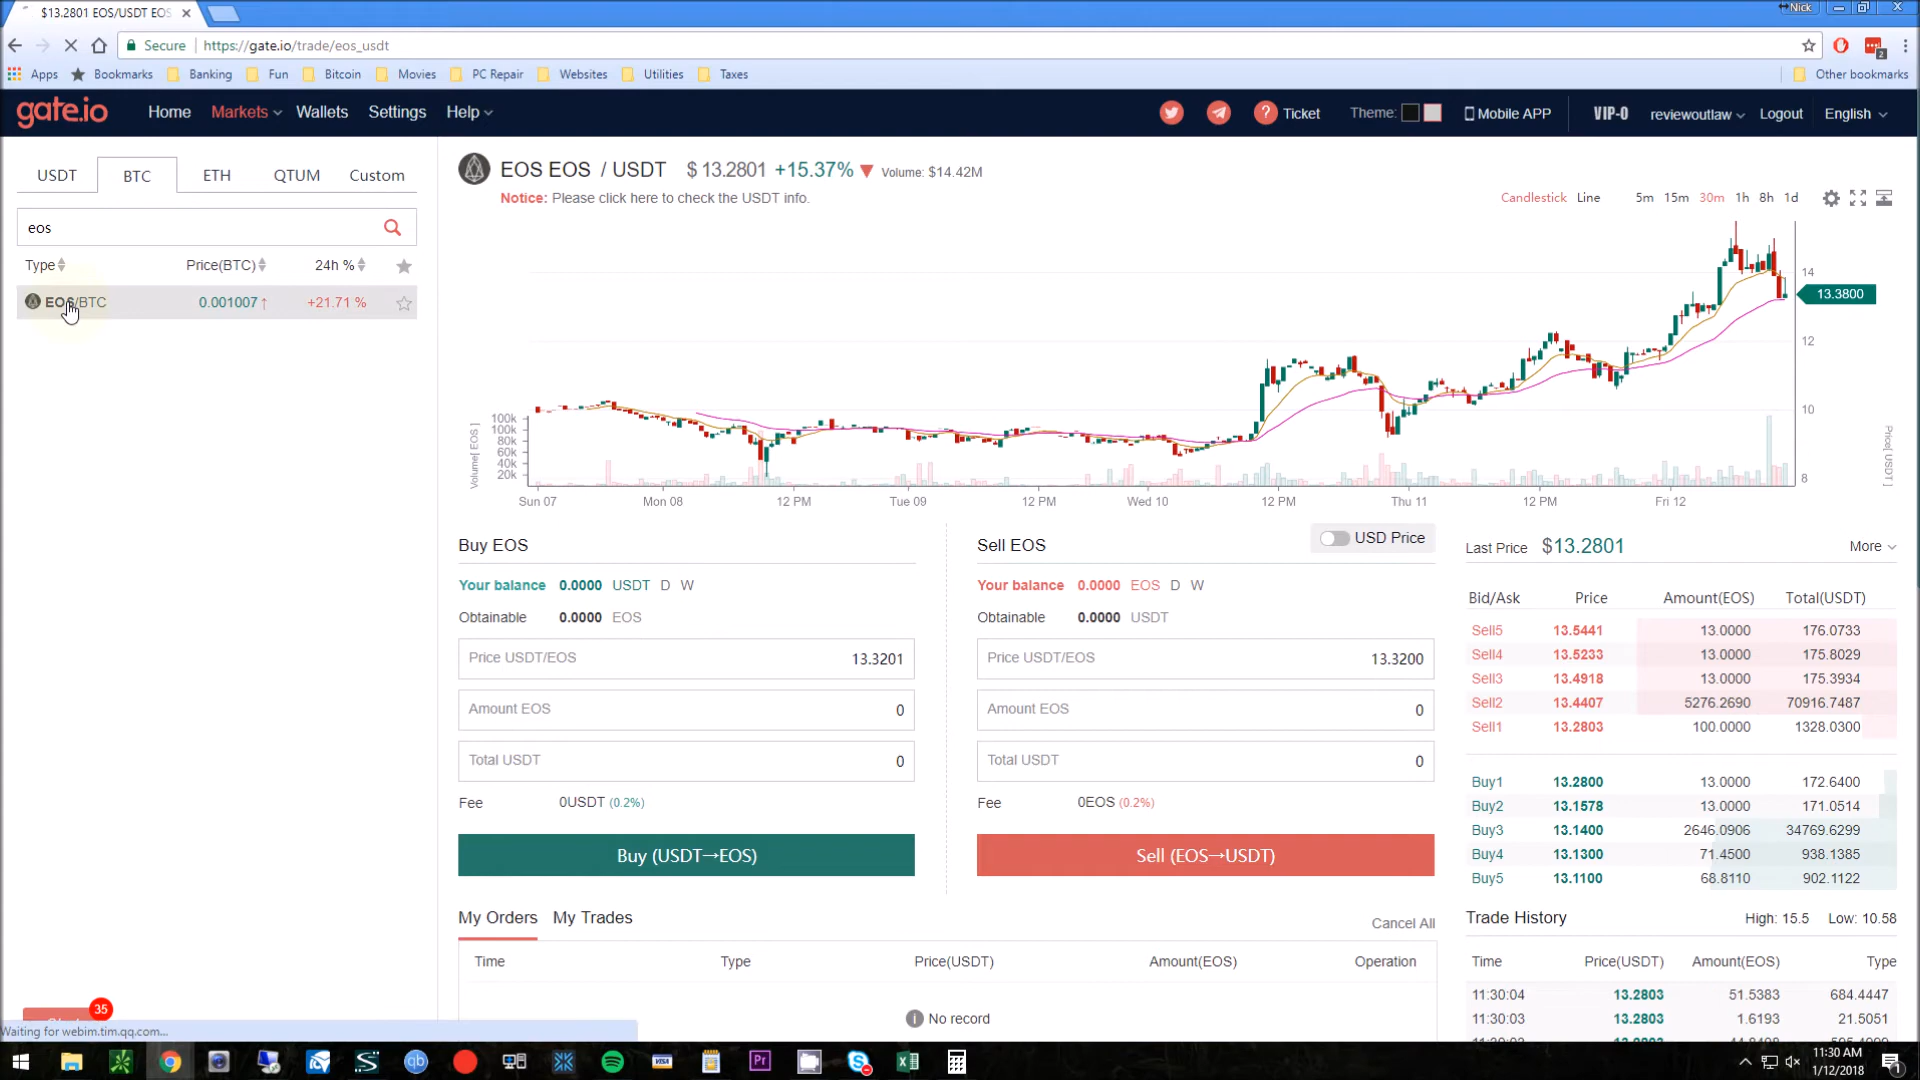 $13.2801 EOS/USDT EOS
Nick
Secure https://gate.io/trade/eos_usdt
2
Apps Bookmarks Banking Fun Bitcoin Movies PC Repair Websites Utilities Taxes Other bookmarks
gate.io Home Markets Wallets Settings Help ? Ticket Theme: Mobile APP VIP-0 reviewoutlaw Logout English
USDT BTC ETH QTUM Custom
eos
Type Price(BTC) 24h %
EOS/BTC 0.001007↑ +21.71 %
EOS EOS / USDT $ 13.2801 +15.37% Volume: $14.42M
Notice: Please click here to check the USDT info.
Candlestick Line 5m 15m 30m 1h 8h 1d
14
13.3800
12
10
8
Price[ USDT ]
100k
100k
80k
60k
40k
20k
Volume[ EOS ]
Sun 07 Mon 08 12 PM Tue 09 12 PM Wed 10 12 PM Thu 11 12 PM Fri 12
Buy EOS
Your balance 0.0000 USDT D W
Obtainable 0.0000 EOS
Price USDT/EOS 13.3201
Amount EOS 0
Total USDT 0
Fee 0USDT (0.2%)
Buy (USDT→EOS)
Sell EOS USD Price
Your balance 0.0000 EOS D W
Obtainable 0.0000 USDT
Price USDT/EOS 13.3200
Amount EOS 0
Total USDT 0
Fee 0EOS (0.2%)
Sell (EOS→USDT)
Last Price $13.2801 More
Bid/Ask Price Amount(EOS) Total(USDT)
Sell5 13.5441 13.0000 176.0733
Sell4 13.5233 13.0000 175.8029
Sell3 13.4918 13.0000 175.3934
Sell2 13.4407 5276.2690 70916.7487
Sell1 13.2803 100.0000 1328.0300
Buy1 13.2800 13.0000 172.6400
Buy2 13.1578 13.0000 171.0514
Buy3 13.1400 2646.0906 34769.6299
Buy4 13.1300 71.4500 938.1385
Buy5 13.1100 68.8110 902.1122
My Orders My Trades Cancel All
Time Type Price(USDT) Amount(EOS) Operation
No record
Trade History High: 15.5 Low: 10.58
Time Price(USDT) Amount(EOS) Type
11:30:04 13.2803 51.5383 684.4447
11:30:03 13.2803 1.6193 21.5051
35
Waiting for webim.tim.qq.com...
qb VISA Pr
11:30 AM
1/12/2018
1